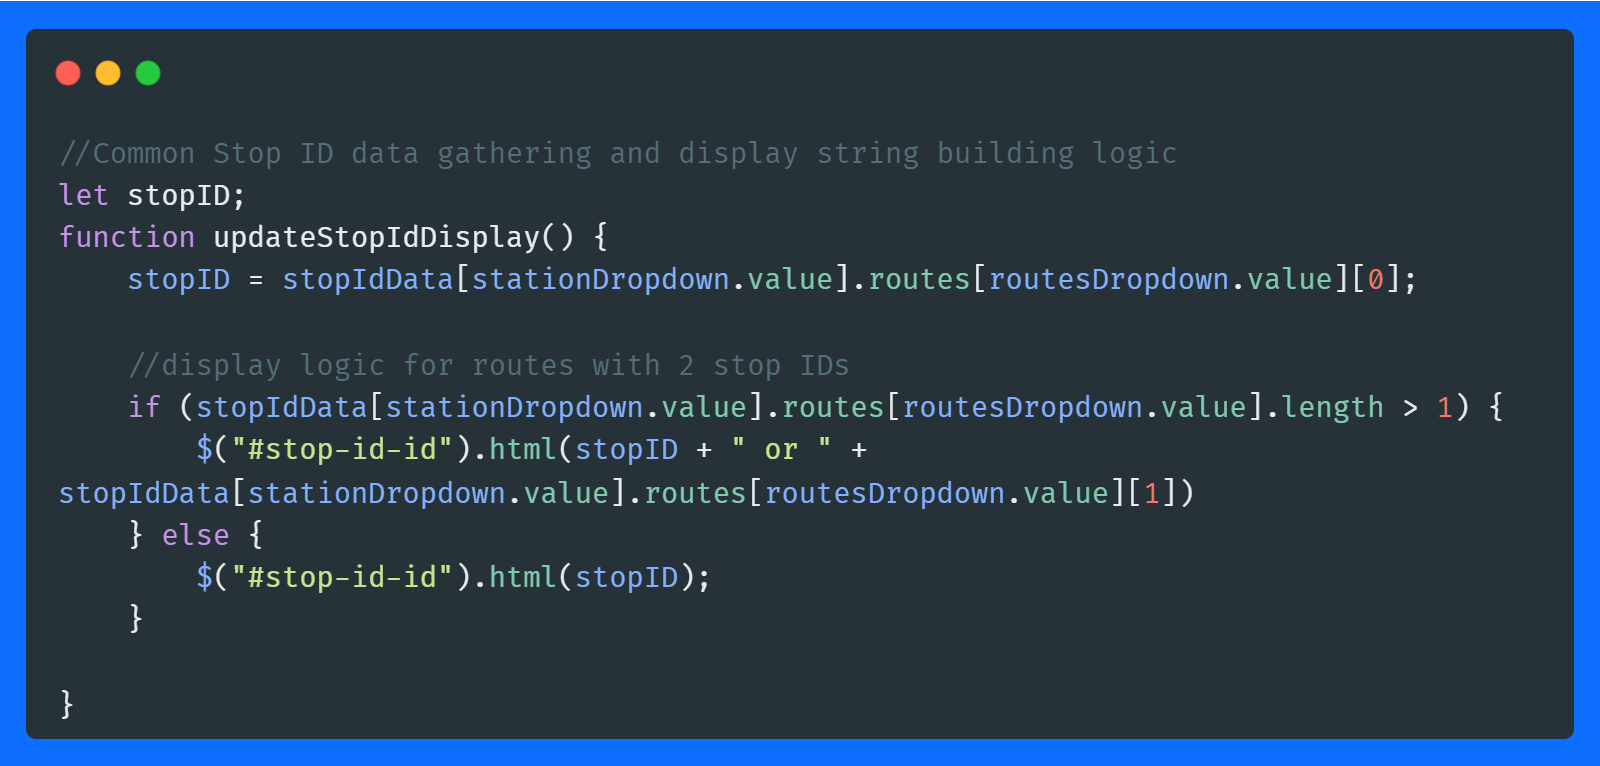 //Common Stop ID data gathering and display string building logic
let stopID;
function updateStopIdDisplay() {
    stopID = stopIdData[stationDropdown.value].routes[routesDropdown.value][0];

    //display logic for routes with 2 stop IDs
    if (stopIdData[stationDropdown.value].routes[routesDropdown.value].length > 1) {
        $("#stop-id-id").html(stopID + " or " +
stopIdData[stationDropdown.value].routes[routesDropdown.value][1])
    } else {
        $("#stop-id-id").html(stopID);
    }

}